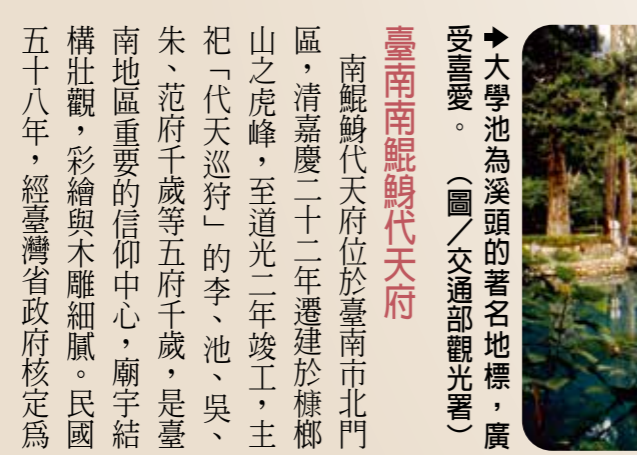 ➜大學池為溪頭的著名地標，廣
受喜愛。（圖／交通部觀光署）
臺南南鯤鯓代天府
南鯤鯓代天府位於臺南市北門
區，清嘉慶二十二年遷建於槺榔
山之虎峰，至道光二年竣工，主
祀「代天巡狩」的李、池、吳、
朱、范府千歲等五府千歲，是臺
南地區重要的信仰中心，廟宇結
構壯觀，彩繪與木雕細膩。民國
五十八年，經臺灣省政府核定為